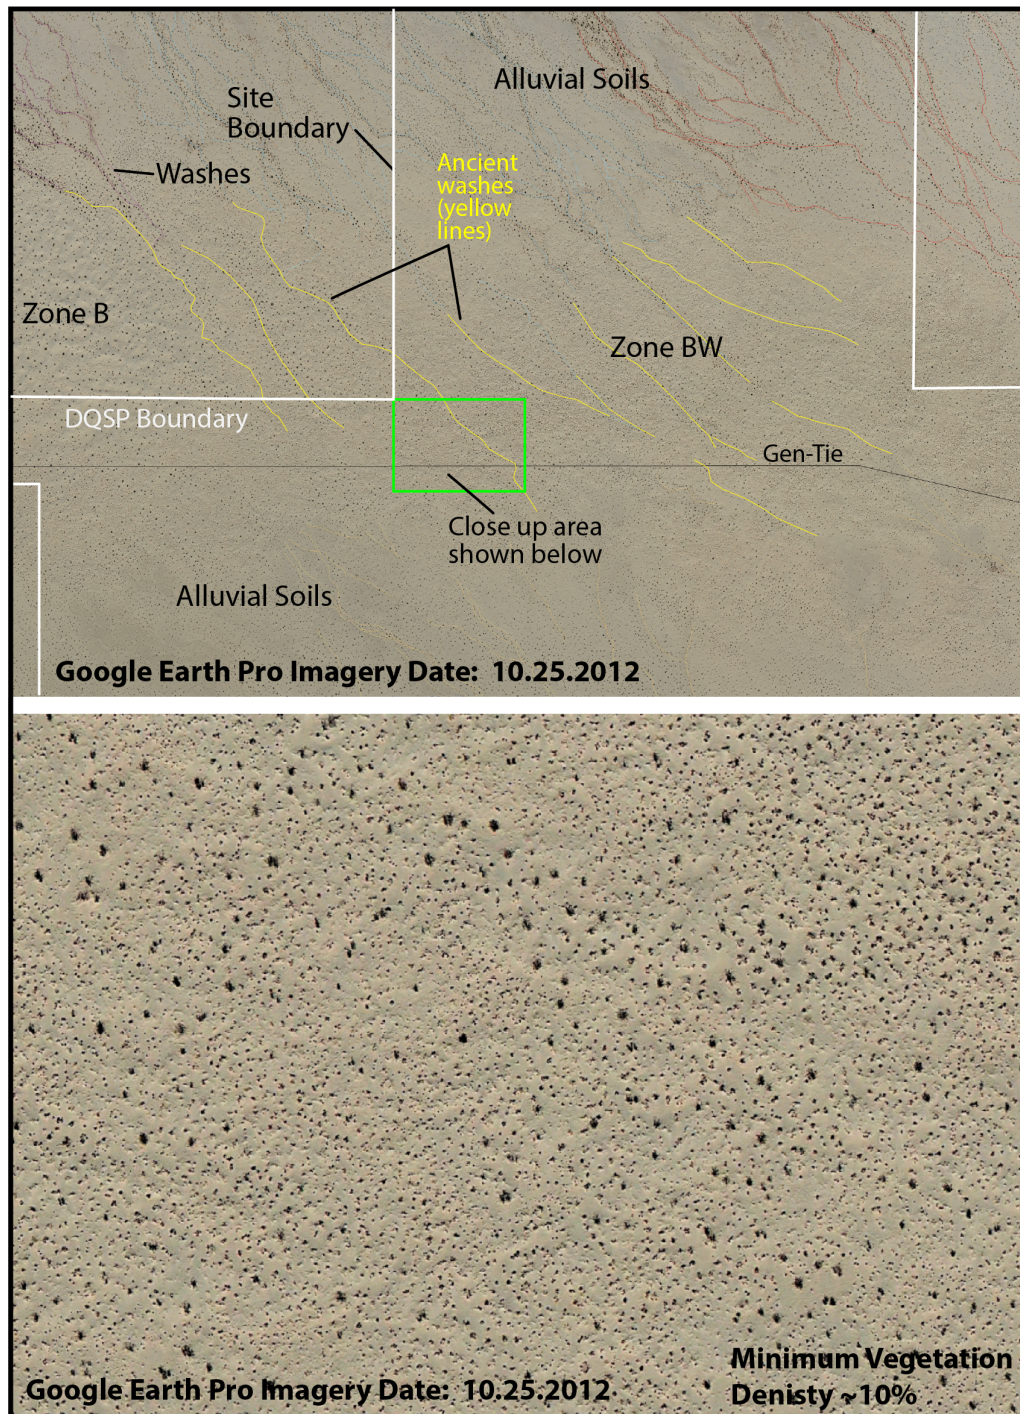 Alluvial Soils
Site
Boundary
Washes
Ancient
washes
(yellow
lines)
Zone B
Zone BW
DQSP Boundary
Gen-Tie
Close up area
shown below
Alluvial Soils
Google Earth Pro Imagery Date:  10.25.2012
Minimum Vegetation
Denisty ~10%
Google Earth Pro Imagery Date:  10.25.2012